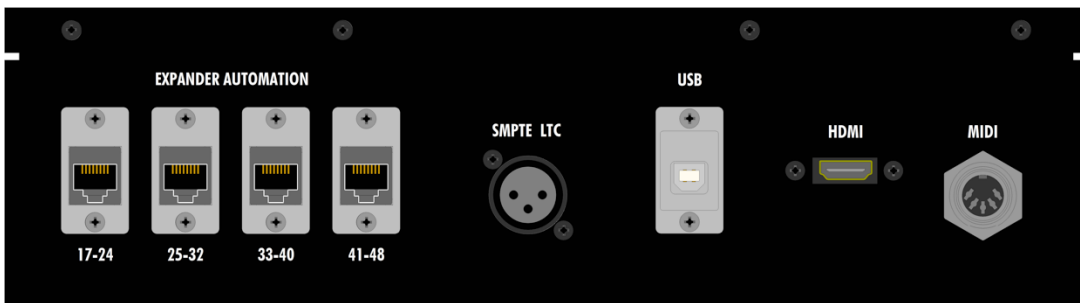 EXPANDER AUTOMATION
17-24
25-32
33-40
41-48
SMPTE LTC
USB
HDMI
MIDI